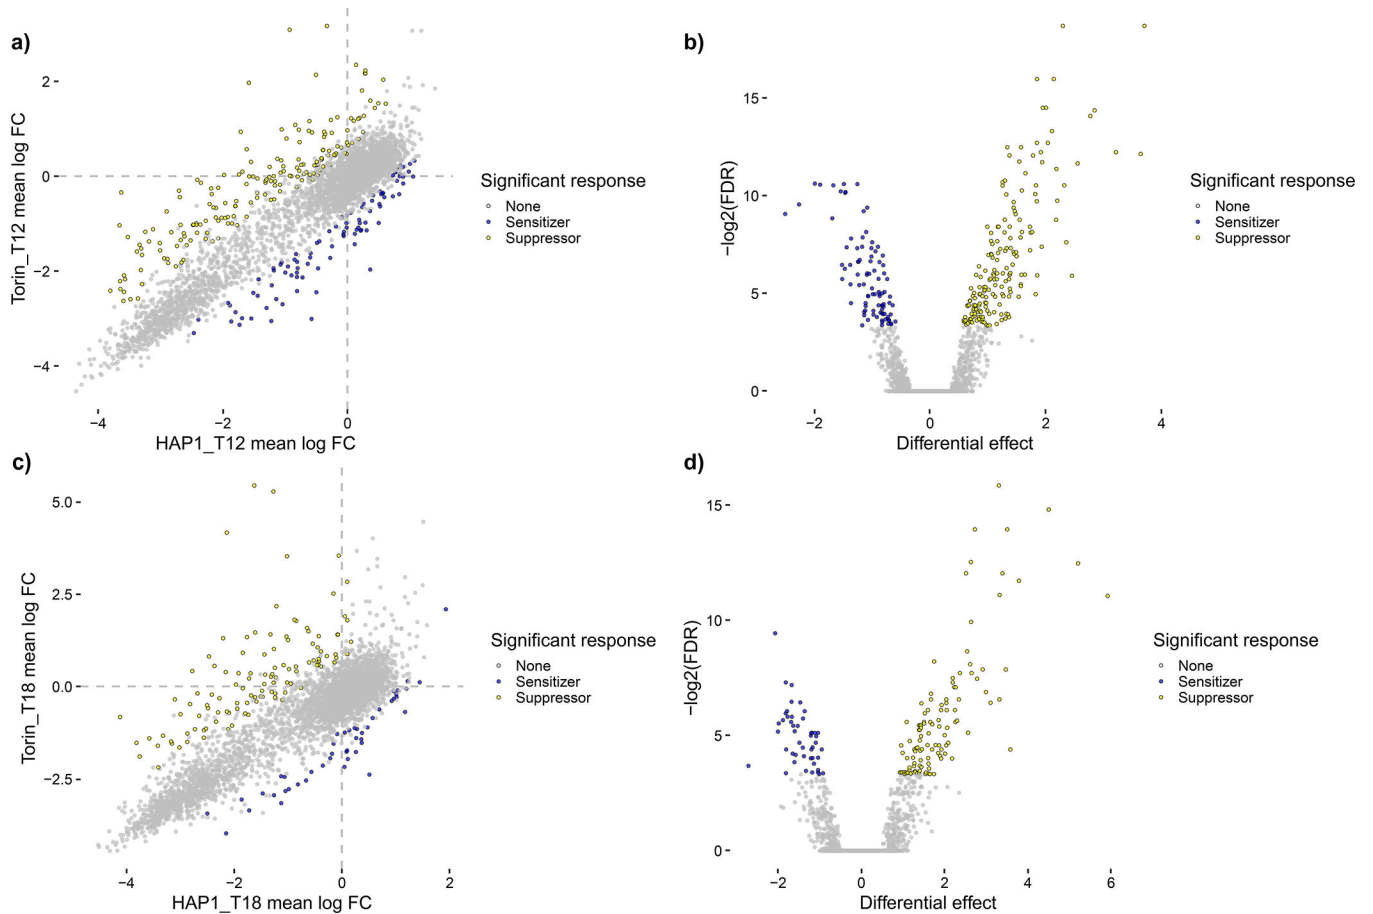 a)
Torin_T12 mean log FC
2
0
−2
−4
−4
−2
0
HAP1_T12 mean log FC
Significant response
None
Sensitizer
Suppressor
b)
−log2(FDR)
15
10
5
0
−2
0
2
4
Differential effect
Significant response
None
Sensitizer
Suppressor
c)
Torin_T18 mean log FC
5.0
2.5
0.0
−2.5
−4
−2
0
2
HAP1_T18 mean log FC
Significant response
None
Sensitizer
Suppressor
d)
−log2(FDR)
15
10
5
0
−2
0
2
4
6
Differential effect
Significant response
None
Sensitizer
Suppressor